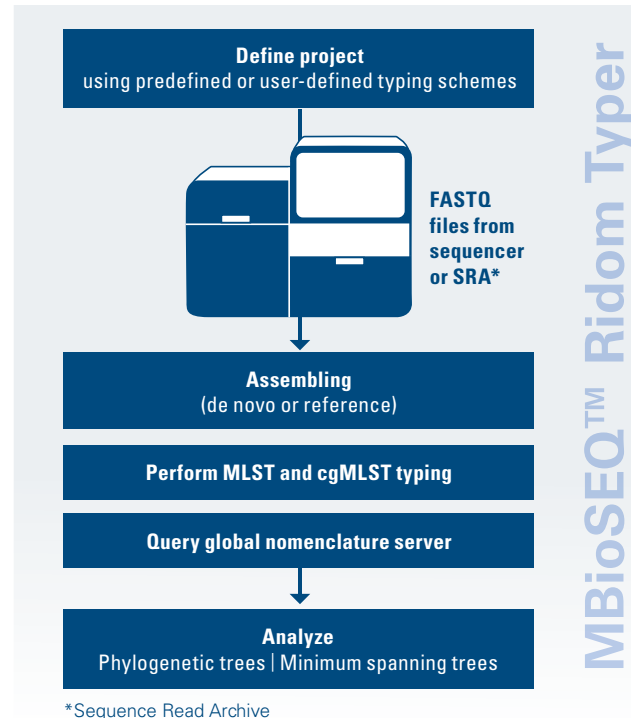 Define project
using predefined or user-defined typing schemes
FASTQ
files from
sequencer
or SRA*
Assembling
(de novo or reference)
Perform MLST and cgMLST typing
Query global nomenclature server
Analyze
Phylogenetic trees | Minimum spanning trees
*Sequence Read Archive
MBioSEQ™ Ridom Typer